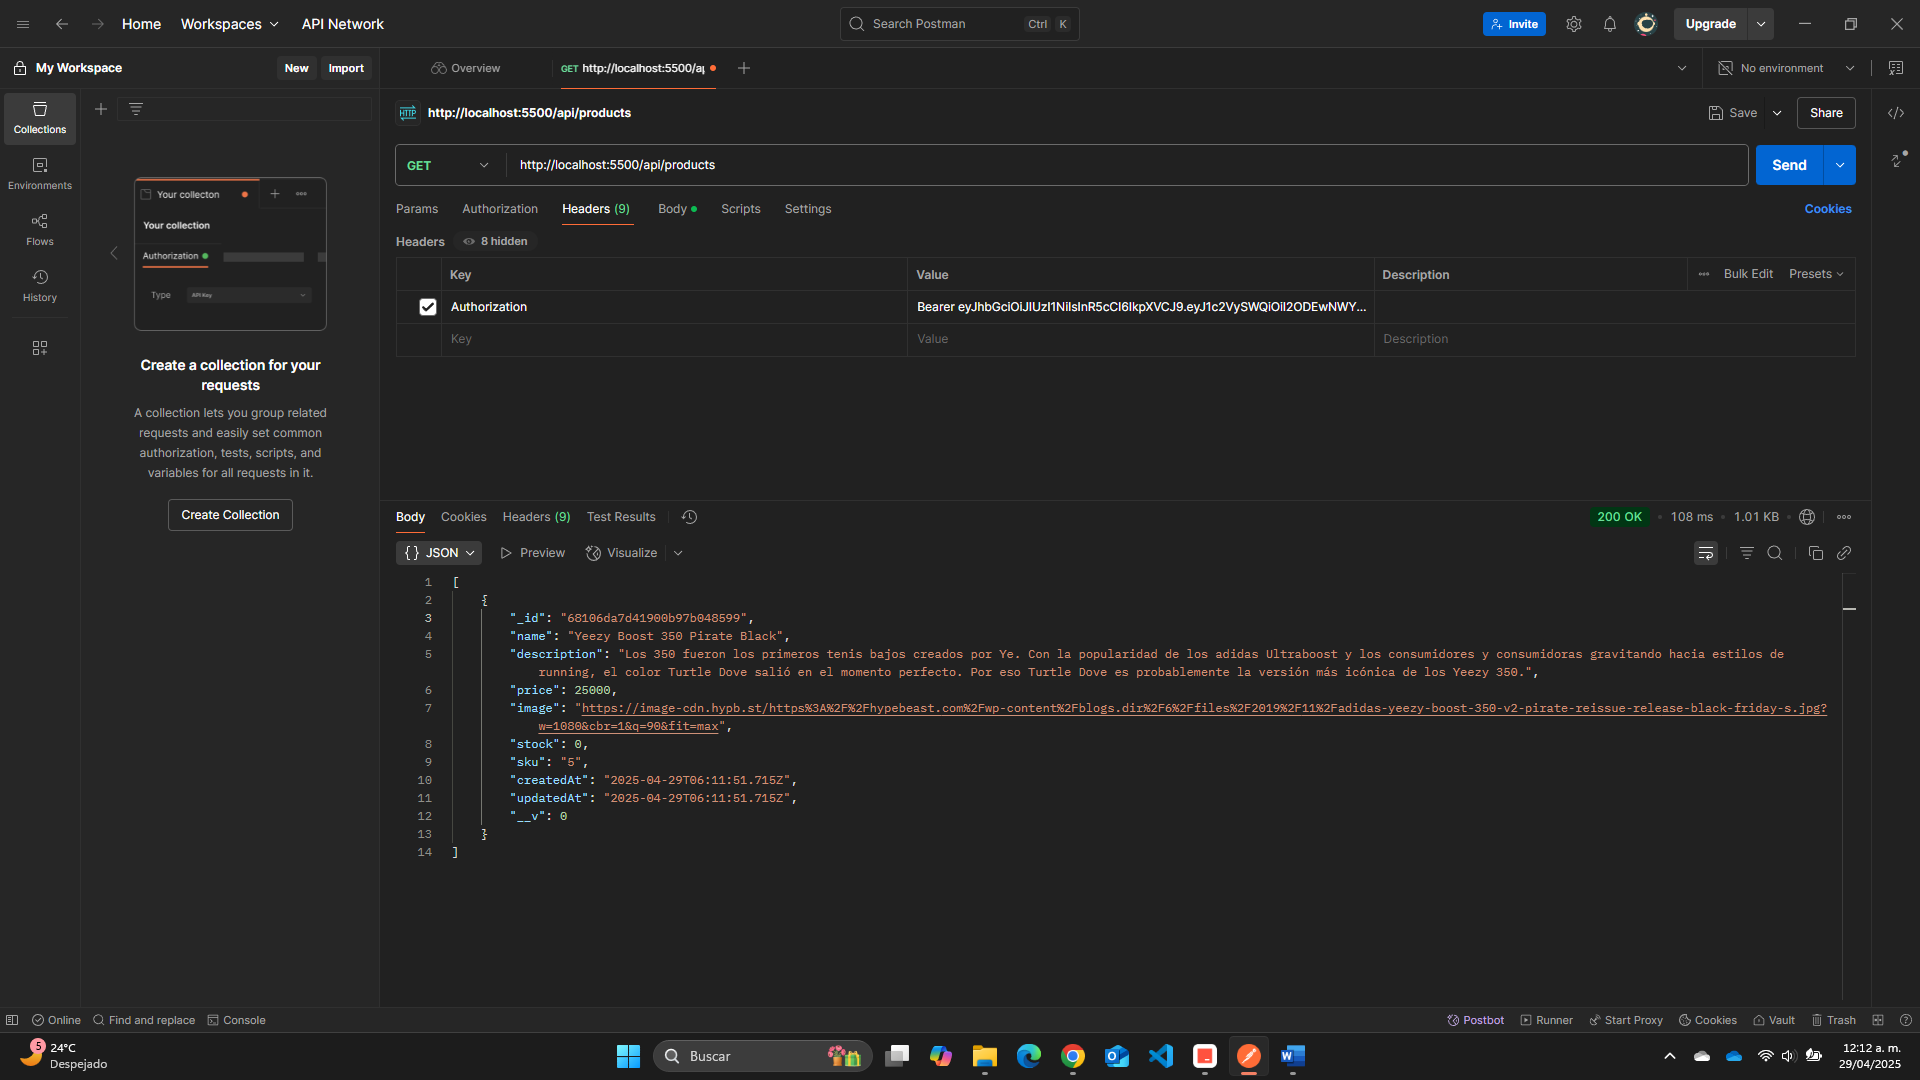 Home
Workspaces
API Network
Search Postman
Ctrl
K
Invite
Upgrade
My Workspace
New
Import
Overview
GET http://localhost:5500/a
No environment
Collections
Environments
Flows
History
Your collecton
Your collection
Authorization
Type
API Key
Create a collection for your
requests
A collection lets you group related
requests and easily set common
authorization, tests, scripts, and
variables for all requests in it.
Create Collection
HTTP
http://localhost:5500/api/products
Save
Share
GET
http://localhost:5500/api/products
Send
Params
Authorization
Headers (9)
Body
Scripts
Settings
Cookies
Headers
8 hidden
Key
Value
Description
Bulk Edit
Presets
Authorization
Key
Value
Description
Body
Cookies
Headers (9)
Test Results
200 OK
108 ms
1.01 KB
{} JSON
Preview
Visualize
1 [
2 {
3 "_id": "68106da7d41900b97b048599",
4 "name": "Yeezy Boost 350 Pirate Black",
5 "description": "Los 350 fueron los primeros tenis bajos creados por Ye. Con la popularidad de los adidas Ultraboost y los consumidores y consumidoras gravitando hacia estilos de
running, el color Turtle Dove salió en el momento perfecto. Por eso Turtle Dove es probablemente la versión más icónica de los Yeezy 350.",
6 "price": 25000,
7 "image": "https://image-cdn.hypb.st/https%3A%2F%2Fhypebeast.com%2Fwp-content%2Fblogs.dir%2F6%2Ffiles%2F2019%2F11%2Fadidas-yeezy-boost-350-v2-pirate-reissue-release-black-friday-s.jpg?
w=1080&cbr=1&q=90&fit=max",
8 "stock": 0,
9 "sku": "5",
10 "createdAt": "2025-04-29T06:11:51.715Z",
11 "updatedAt": "2025-04-29T06:11:51.715Z",
12 "__v": 0
13 }
14 ]
Online
Find and replace
Console
Postbot
Runner
Start Proxy
Cookies
Vault
Trash
5
24°C
Despejado
Buscar
12:12 a. m.
29/04/2025